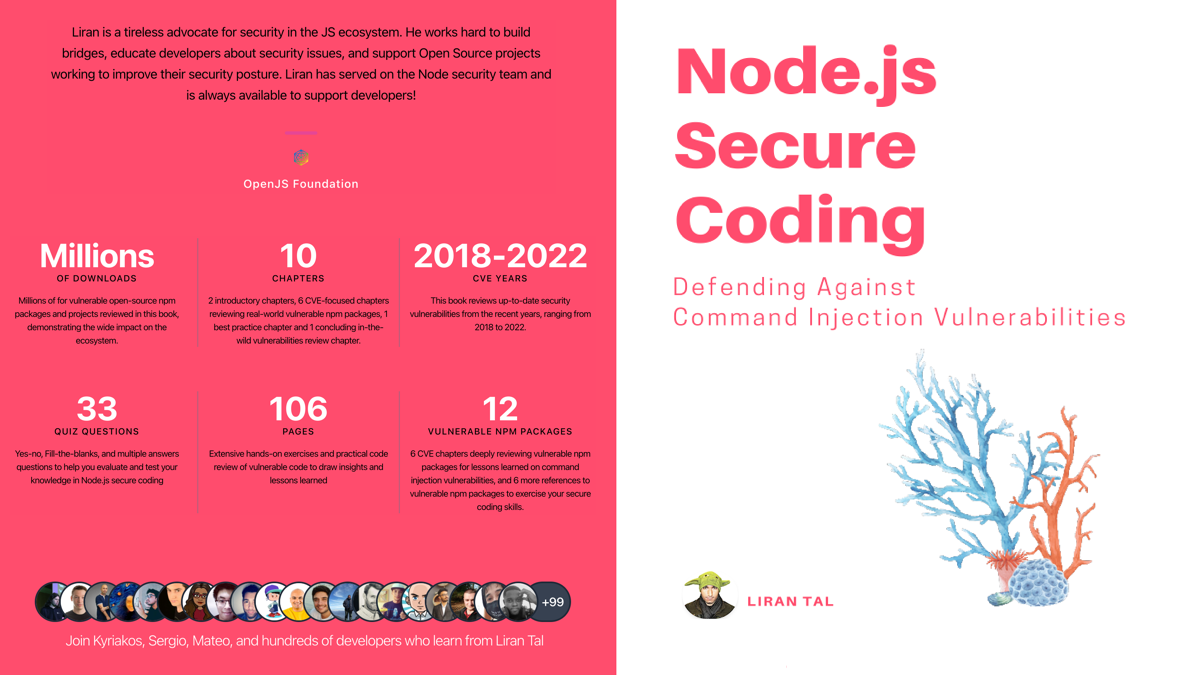 Liran is a tireless advocate for security in the JS ecosystem. He works hard to build
bridges, educate developers about security issues, and support Open Source projects
working to improve their security posture. Liran has served on the Node security team and
is always available to support developers!
OpenJS Foundation
Millions
OF DOWNLOADS
Millions of for vulnerable open-source npm
packages and projects reviewed in this book,
demonstrating the wide impact on the
ecosystem.
10
CHAPTERS
2 introductory chapters, 6 CVE-focused chapters
reviewing real-world vulnerable npm packages, 1
best practice chapter and 1 concluding in-the-
wild vulnerabilities review chapter.
2018-2022
CVE YEARS
This book reviews up-to-date security
vulnerabilities from the recent years, ranging from
2018 to 2022.
33
QUIZ QUESTIONS
Yes-no, Fill-the-blanks, and multiple answers
questions to help you evaluate and test your
knowledge in Node.js secure coding
106
PAGES
Extensive hands-on exercises and practical code
review of vulnerable code to draw insights and
lessons learned
12
VULNERABLE NPM PACKAGES
6 CVE chapters deeply reviewing vulnerable npm
packages for lessons learned on command
injection vulnerabilities, and 6 more references to
vulnerable npm packages to exercise your secure
coding skills.
+99
Join Kyriakos, Sergio, Mateo, and hundreds of developers who learn from Liran Tal
Node.js
Secure
Coding
Defending Against
Command Injection Vulnerabilities
LIRAN TAL